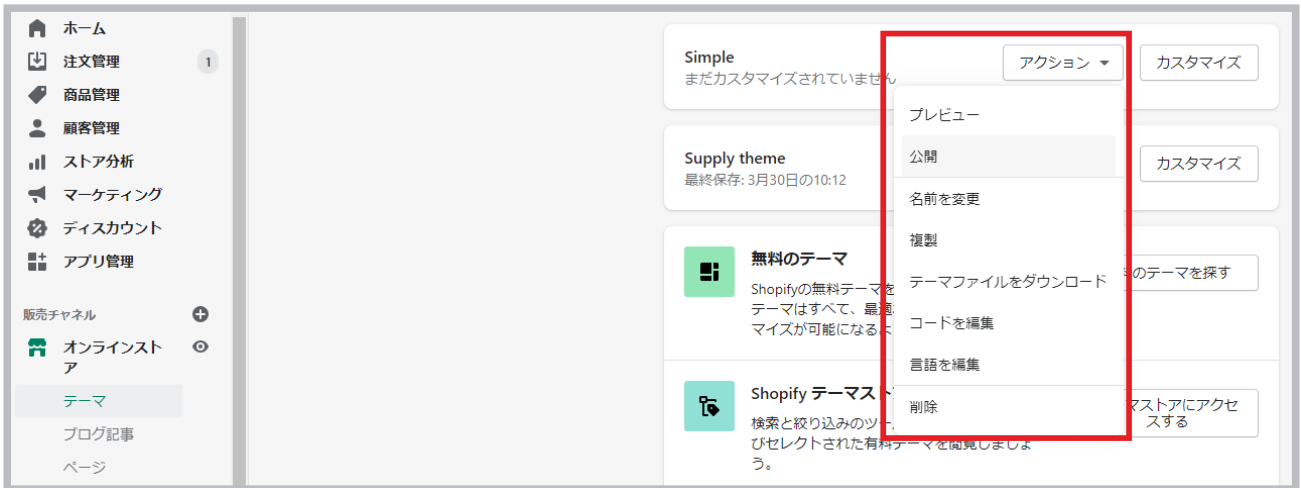 ホーム
注文管理 1
商品管理
顧客管理
ストア分析
マーケティング
ディスカウント
アプリ管理
販売チャネル
オンラインスト
ア
テーマ
ブログ記事
ページ
Simple
まだカスタマイズされていません
アクション
カスタマイズ
Supply theme
最終保存: 3月30日の10:12
カスタマイズ
プレビュー
公開
名前を変更
複製
テーマファイルをダウンロード
コードを編集
言語を編集
削除
無料のテーマ
Shopifyの無料テーマを
テーマはすべて、最適
マイズが可能になるよ
のテーマを探す
Shopify テーマスト
検索と絞り込みのツー
びセレクトされた有料テーマを閲覧しましょ
う。
マストアにアクセ
スする